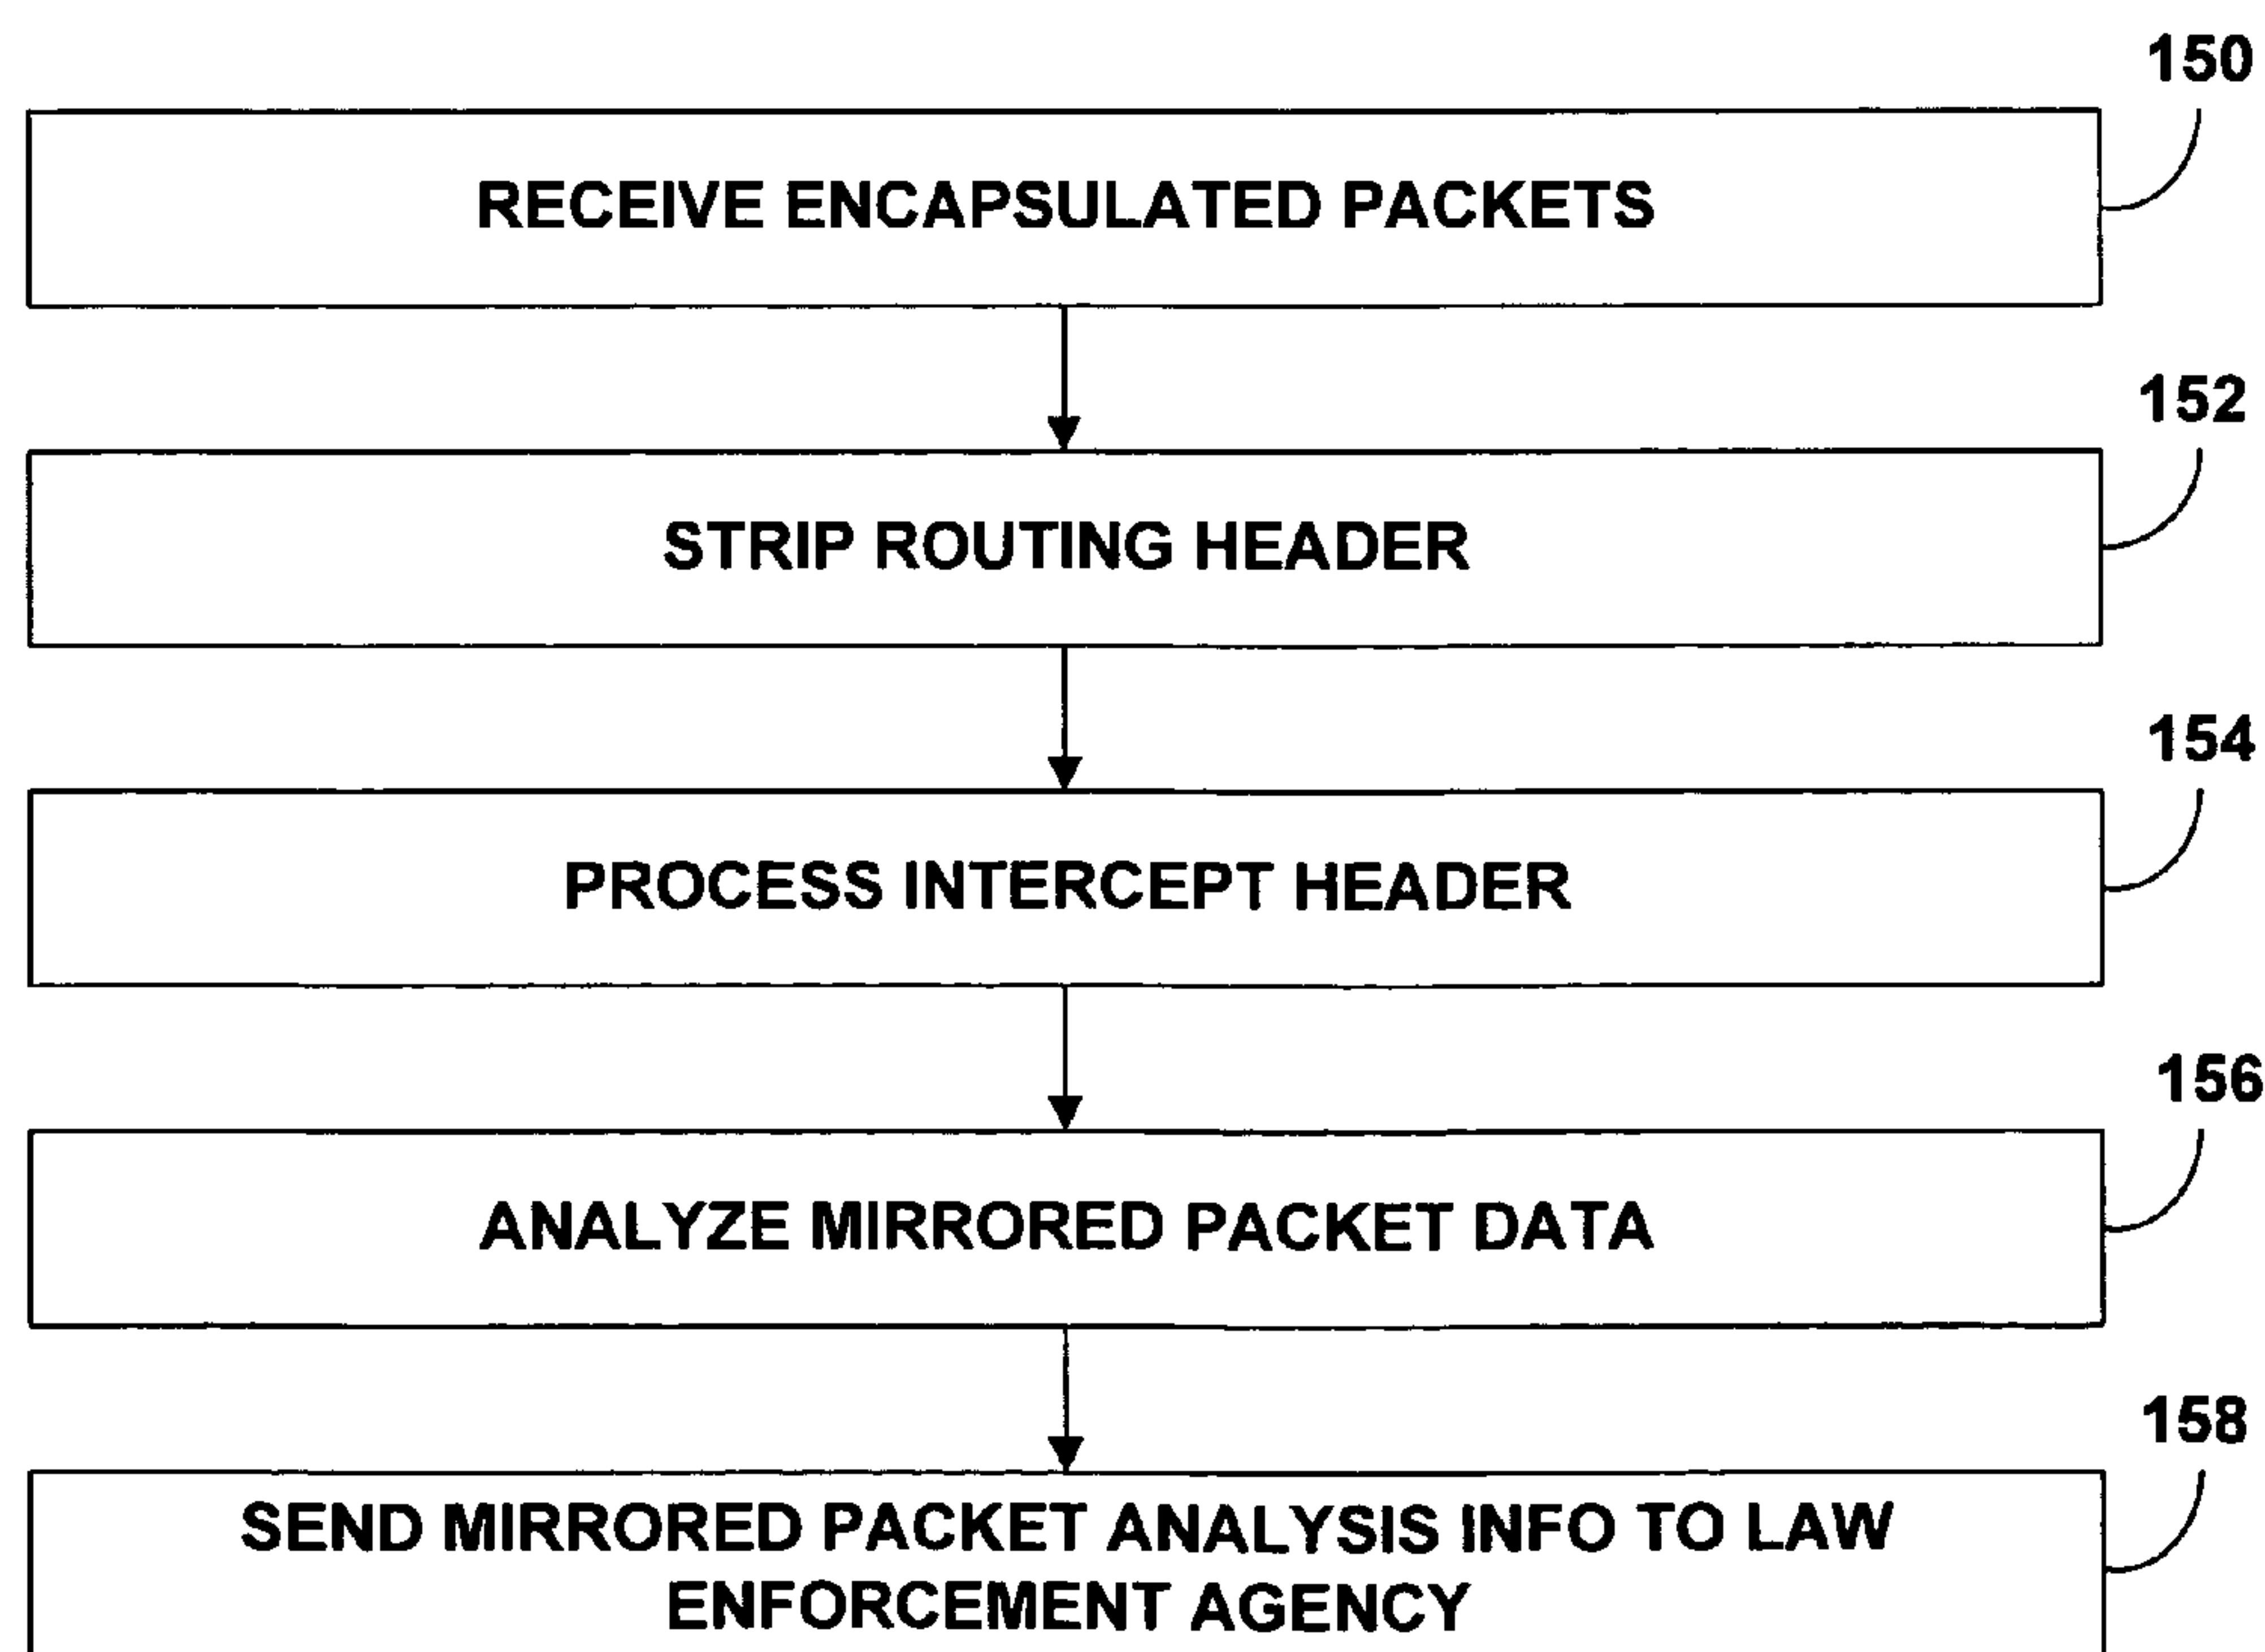 150
RECEIVE ENCAPSULATED PACKETS
152
STRIP ROUTING HEADER
154
PROCESS INTERCEPT HEADER
156
ANALYZE MIRRORED PACKET DATA
158
SEND MIRRORED PACKET ANALYSIS INFO TO LAW
ENFORCEMENT AGENCY